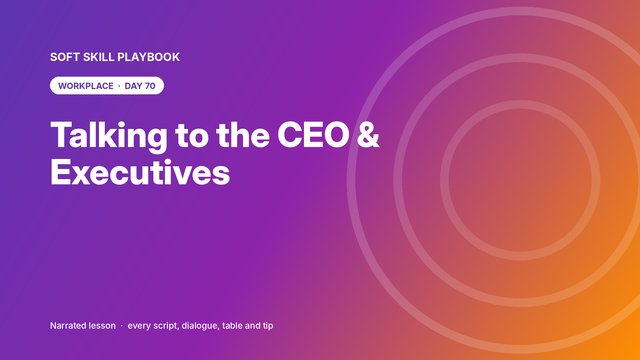 SOFT SKILL PLAYBOOK
WORKPLACE · DAY 70
Talking to the CEO &
Executives
Narrated lesson · every script, dialogue, table and tip